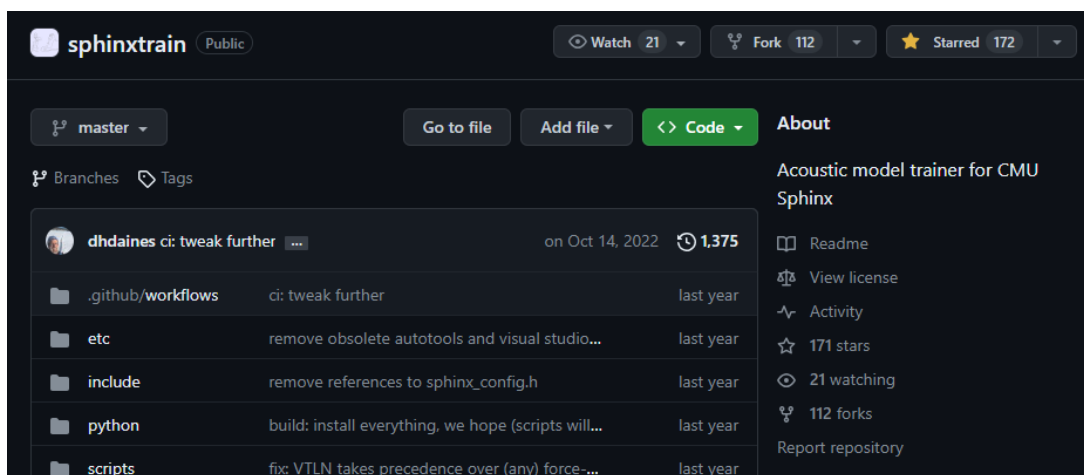 sphinxtrain Public Watch 21 Fork 112 Starred 172
master Go to file Add file <> Code
Branches Tags
dhdaines ci: tweak further ... on Oct 14, 2022 1,375
.github/workflows ci: tweak further last year
etc remove obsolete autotools and visual studio... last year
include remove references to sphinx_config.h last year
python build: install everything, we hope (scripts will... last year
scripts fix: VTLN takes precedence over (any) force-... last year
About
Acoustic model trainer for CMU
Sphinx
Readme
View license
Activity
171 stars
21 watching
112 forks
Report repository